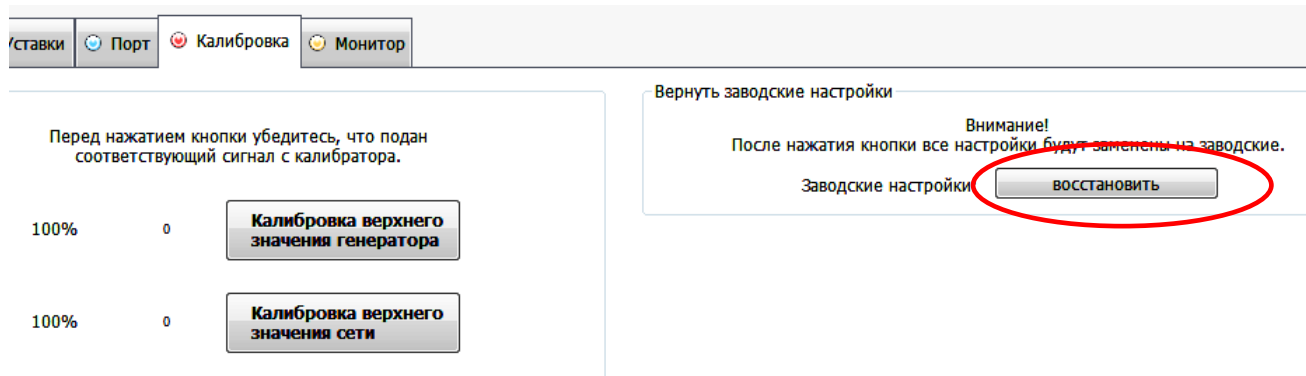 Уставки Порт Калибровка Монитор
Перед нажатием кнопки убедитесь, что подан
соответствующий сигнал с калибратора.
100% 0 Калибровка верхнего
значения генератора
100% 0 Калибровка верхнего
значения сети
Вернуть заводские настройки
Внимание!
После нажатия кнопки все настройки будут заменены на заводские.
Заводские настройки восстановить